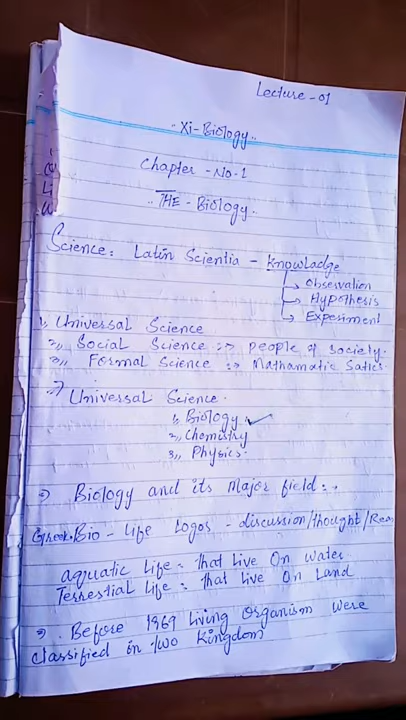 Lecture - 01
Xi - Biology
Chapter - No. 1
THE - Biology.
Science: Latin Scientia - Knowladge
→ Observation
→ Hypothesis
→ Experiment
1, Universal Science
2,, Social Science => people of society.
3,, Formal Science => Mathamatic
=> Universal Science.
1, Biology. ✓
2,, Chemistry
3,, Physics.
=> Biology and its Major field:
Greek. Bio - Life Logos - discussion/thought/
aquatic Life = that Live On water
Terrestial Life = that Live On Land
=> Before 1969 Living Organism were
classified in two Kingdom